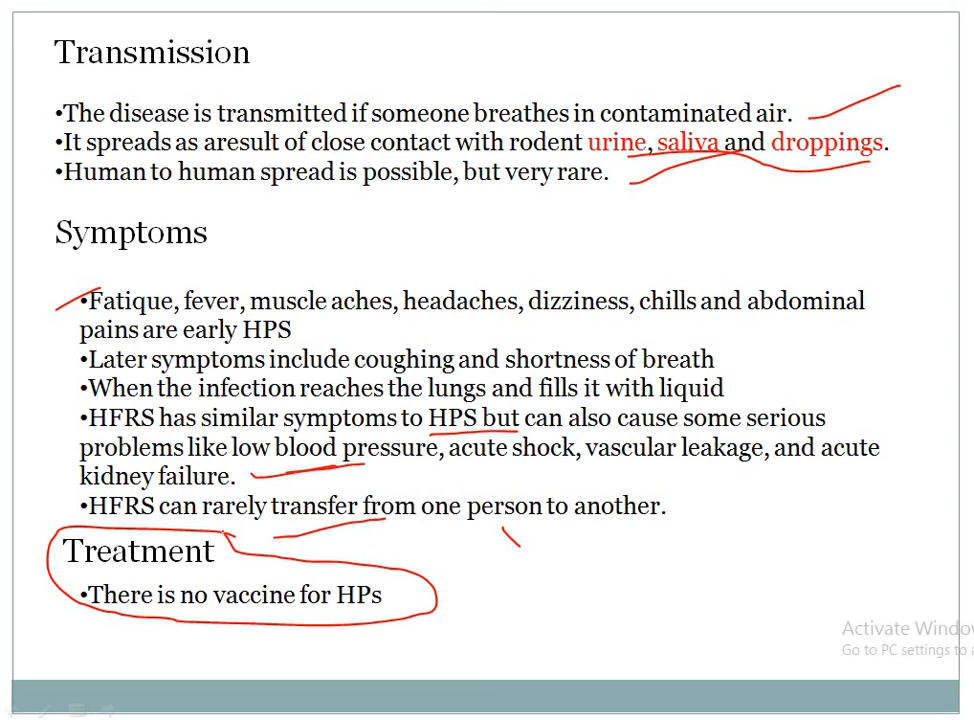 Transmission
•The disease is transmitted if someone breathes in contaminated air.
•It spreads as aresult of close contact with rodent urine, saliva and droppings.
•Human to human spread is possible, but very rare.
Symptoms
•Fatique, fever, muscle aches, headaches, dizziness, chills and abdominal
pains are early HPS
•Later symptoms include coughing and shortness of breath
•When the infection reaches the lungs and fills it with liquid
•HFRS has similar symptoms to HPS but can also cause some serious
problems like low blood pressure, acute shock, vascular leakage, and acute
kidney failure.
•HFRS can rarely transfer from one person to another.
Treatment
•There is no vaccine for HPs
Activate
Go to PC settings to